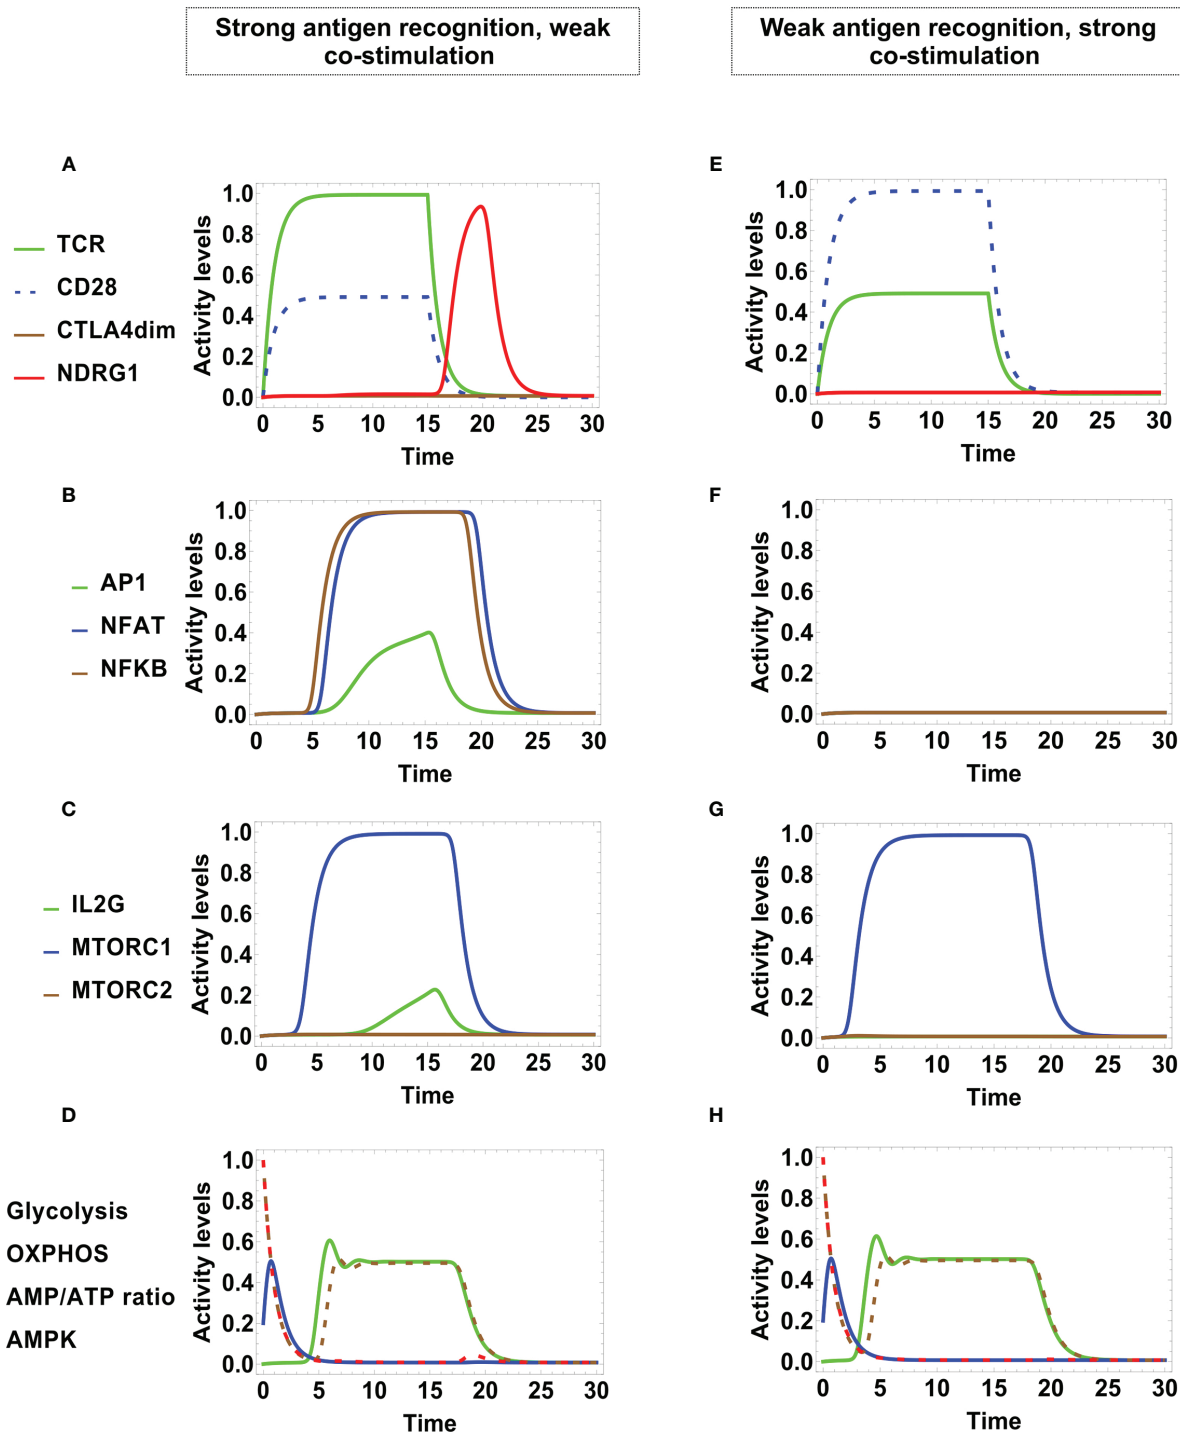 Strong antigen recognition, weak
co-stimulation
Weak antigen recognition, strong
co-stimulation
A
TCR
CD28
CTLA4dim
NDRG1
Activity levels
1.0
0.8
0.6
0.4
0.2
0.0
0 5 10 15 20 25 30
Time
E
Activity levels
1.0
0.8
0.6
0.4
0.2
0.0
0 5 10 15 20 25 30
Time
B
AP1
NFAT
NFKB
Activity levels
1.0
0.8
0.6
0.4
0.2
0.0
0 5 10 15 20 25 30
Time
F
Activity levels
1.0
0.8
0.6
0.4
0.2
0.0
0 5 10 15 20 25 30
Time
C
IL2G
MTORC1
MTORC2
Activity levels
1.0
0.8
0.6
0.4
0.2
0.0
0 5 10 15 20 25 30
Time
G
Activity levels
1.0
0.8
0.6
0.4
0.2
0.0
0 5 10 15 20 25 30
Time
D
Glycolysis
OXPHOS
AMP/ATP ratio
AMPK
Activity levels
1.0
0.8
0.6
0.4
0.2
0.0
0 5 10 15 20 25 30
Time
H
Activity levels
1.0
0.8
0.6
0.4
0.2
0.0
0 5 10 15 20 25 30
Time